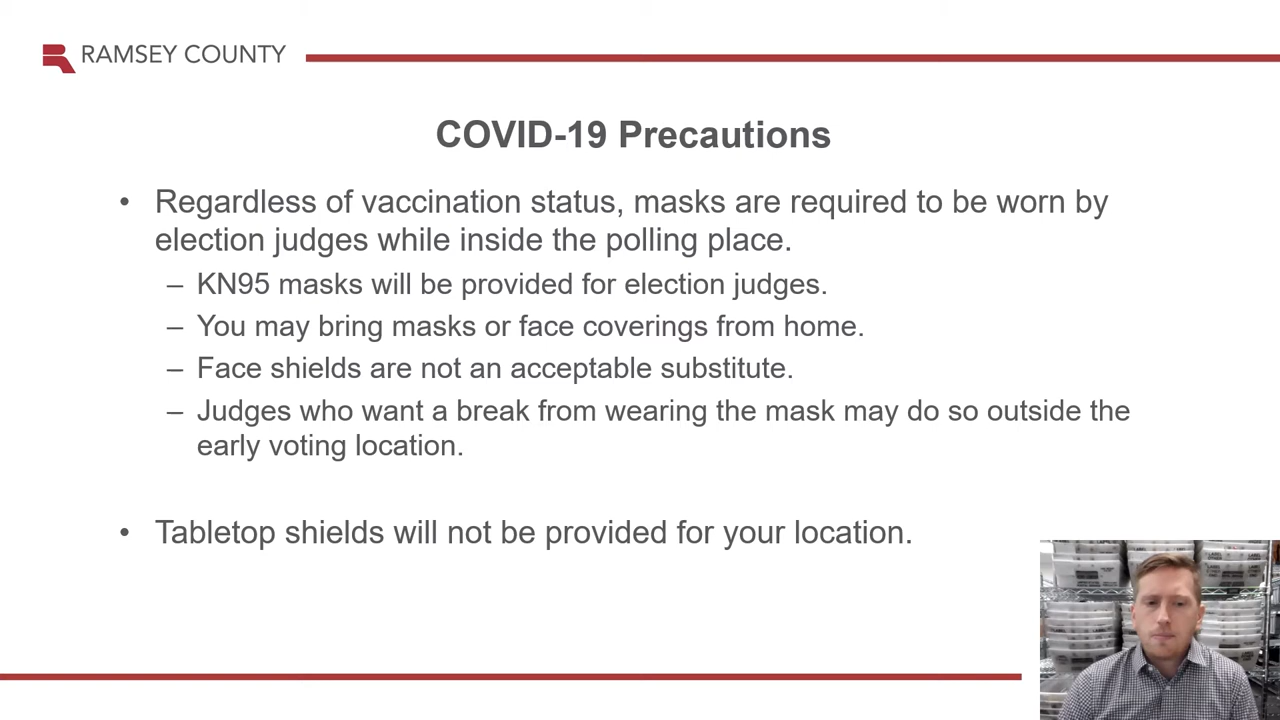 RAMSEY COUNTY
COVID-19 Precautions
• Regardless of vaccination status, masks are required to be worn by
election judges while inside the polling place.
– KN95 masks will be provided for election judges.
– You may bring masks or face coverings from home.
– Face shields are not an acceptable substitute.
– Judges who want a break from wearing the mask may do so outside the
early voting location.
• Tabletop shields will not be provided for your location.